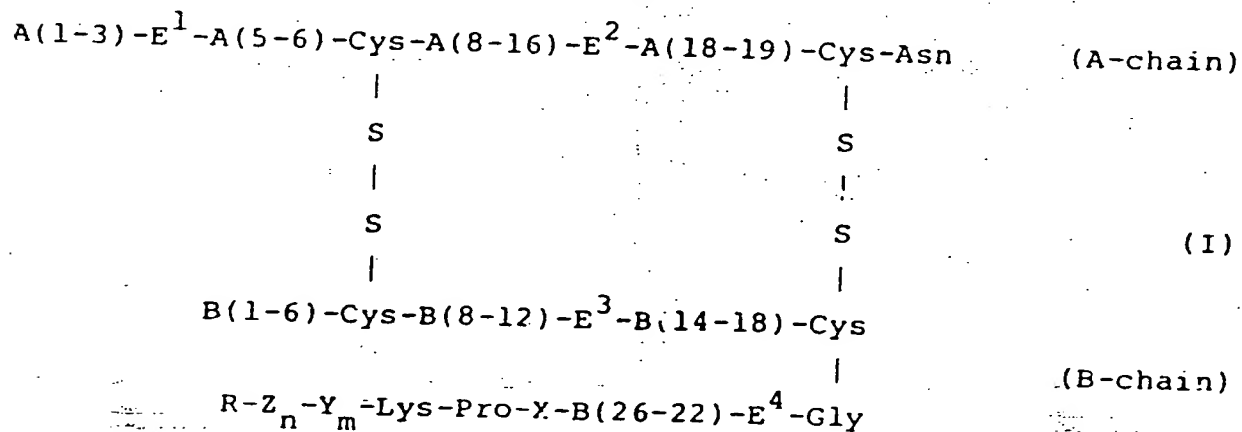 A(1-3)-E¹-A(5-6)-Cys-A(8-16)-E²-A(18-19)-Cys-Asn (A-chain)
| |
S S
| |
S S (I)
| |
B(1-6)-Cys-B(8-12)-E³-B(14-18)-Cys
| (B-chain)
R-Zn-Ym-Lys-Pro-X-B(26-22)-E⁴-Gly